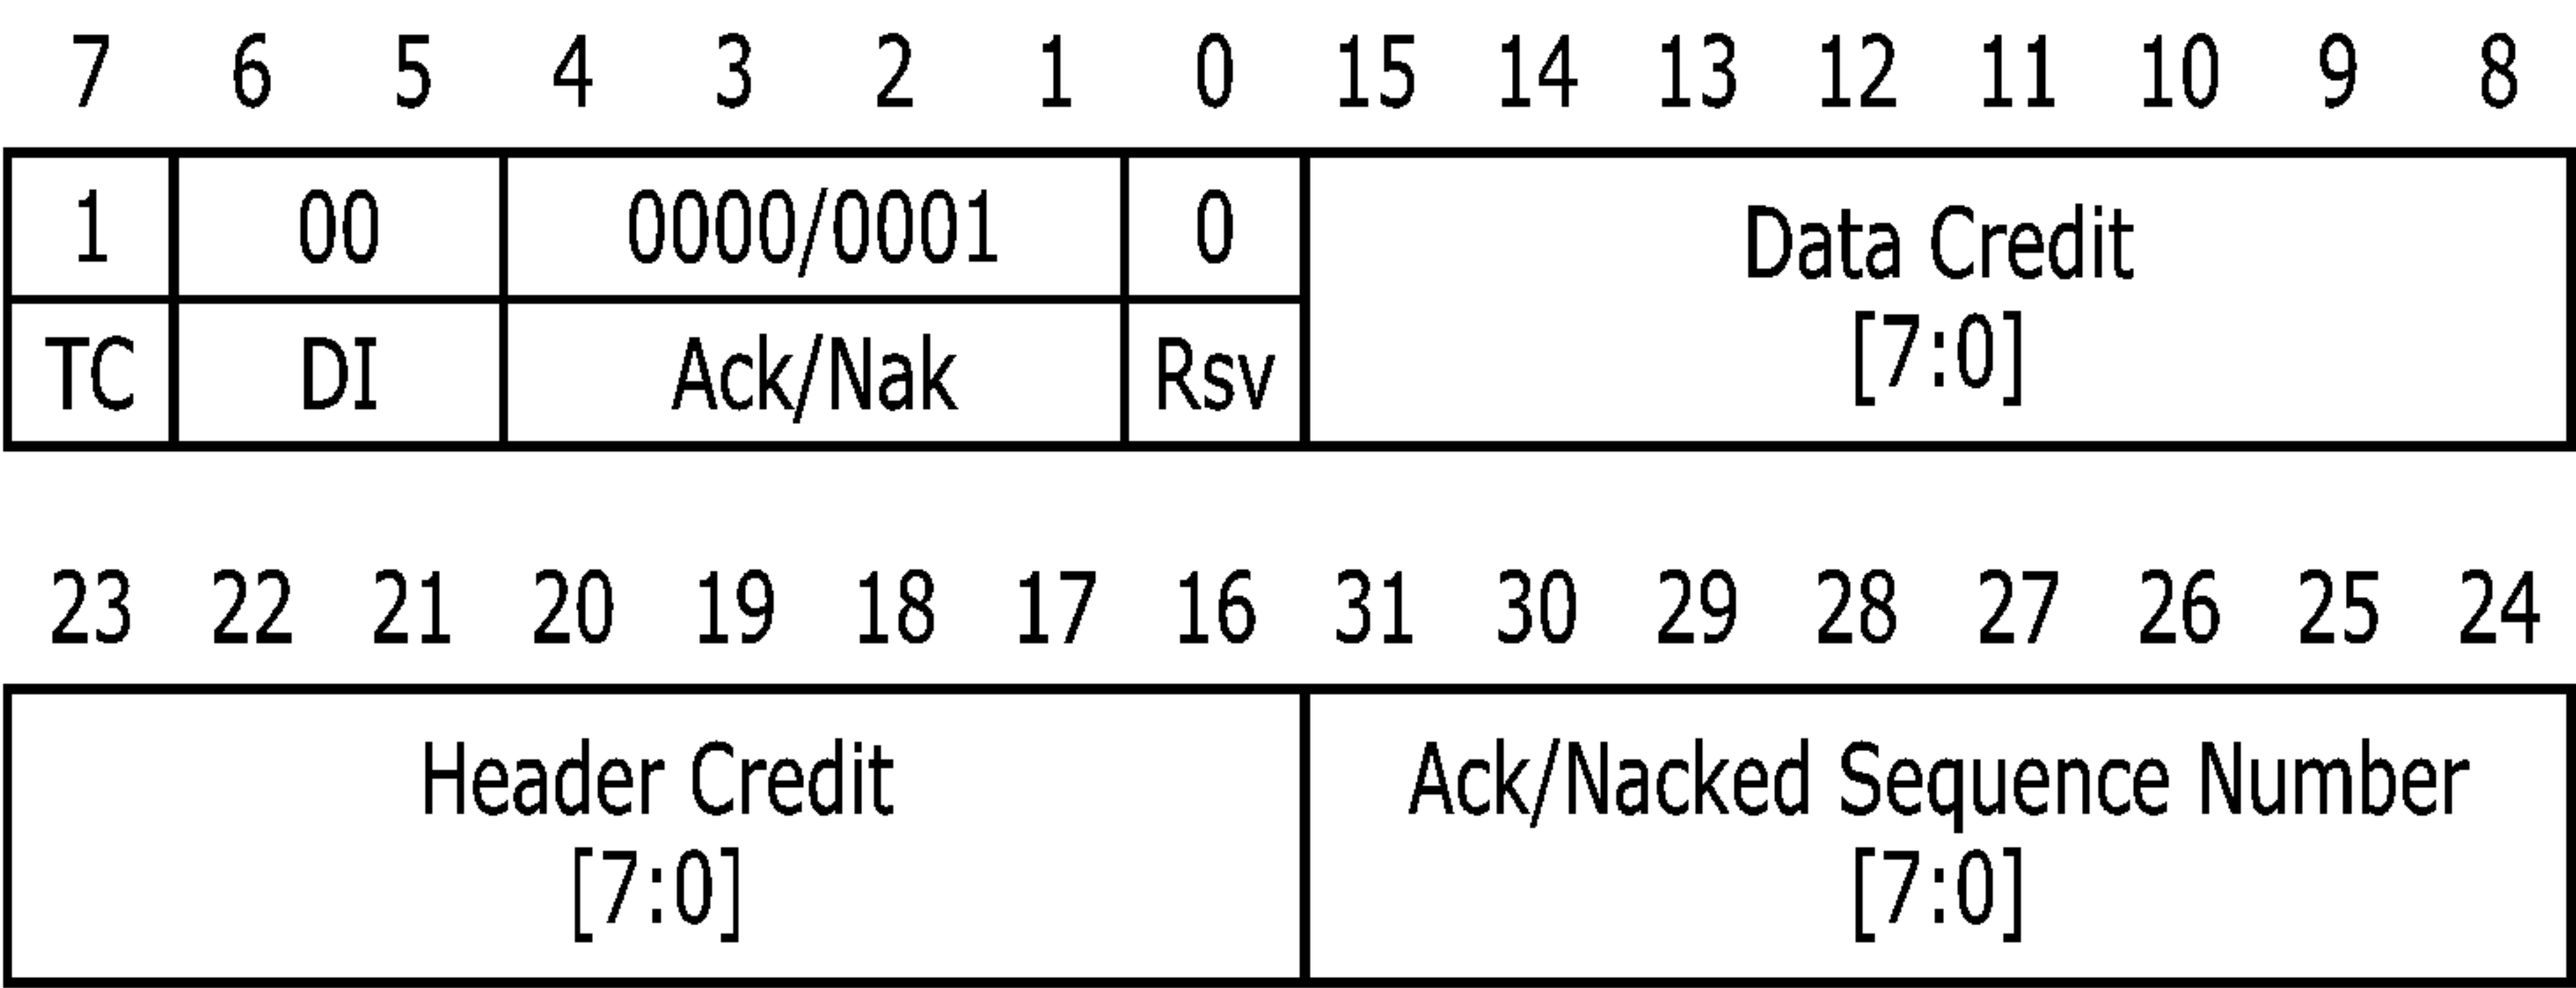 7 6 5 4 3 2 1 0 15 14 13 12 11 10 9 8
1 00 0000/0001 0 Data Credit
[7:0]
TC DI Ack/Nak Rsv
23 22 21 20 19 18 17 16 31 30 29 28 27 26 25 24
Header Credit Ack/Nacked Sequence Number
[7:0] [7:0]